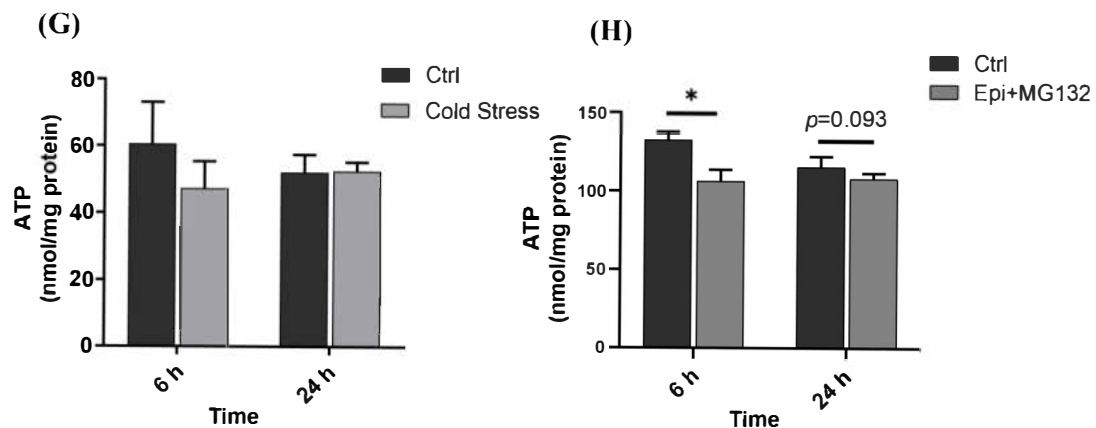 (G)
Ctrl
Cold Stress
ATP
(nmol/mg protein)
80
60
40
20
0
6 h
24 h
Time
(H)
Ctrl
Epi+MG132
ATP
(nmol/mg protein)
150
100
50
0
*
p=0.093
6 h
24 h
Time